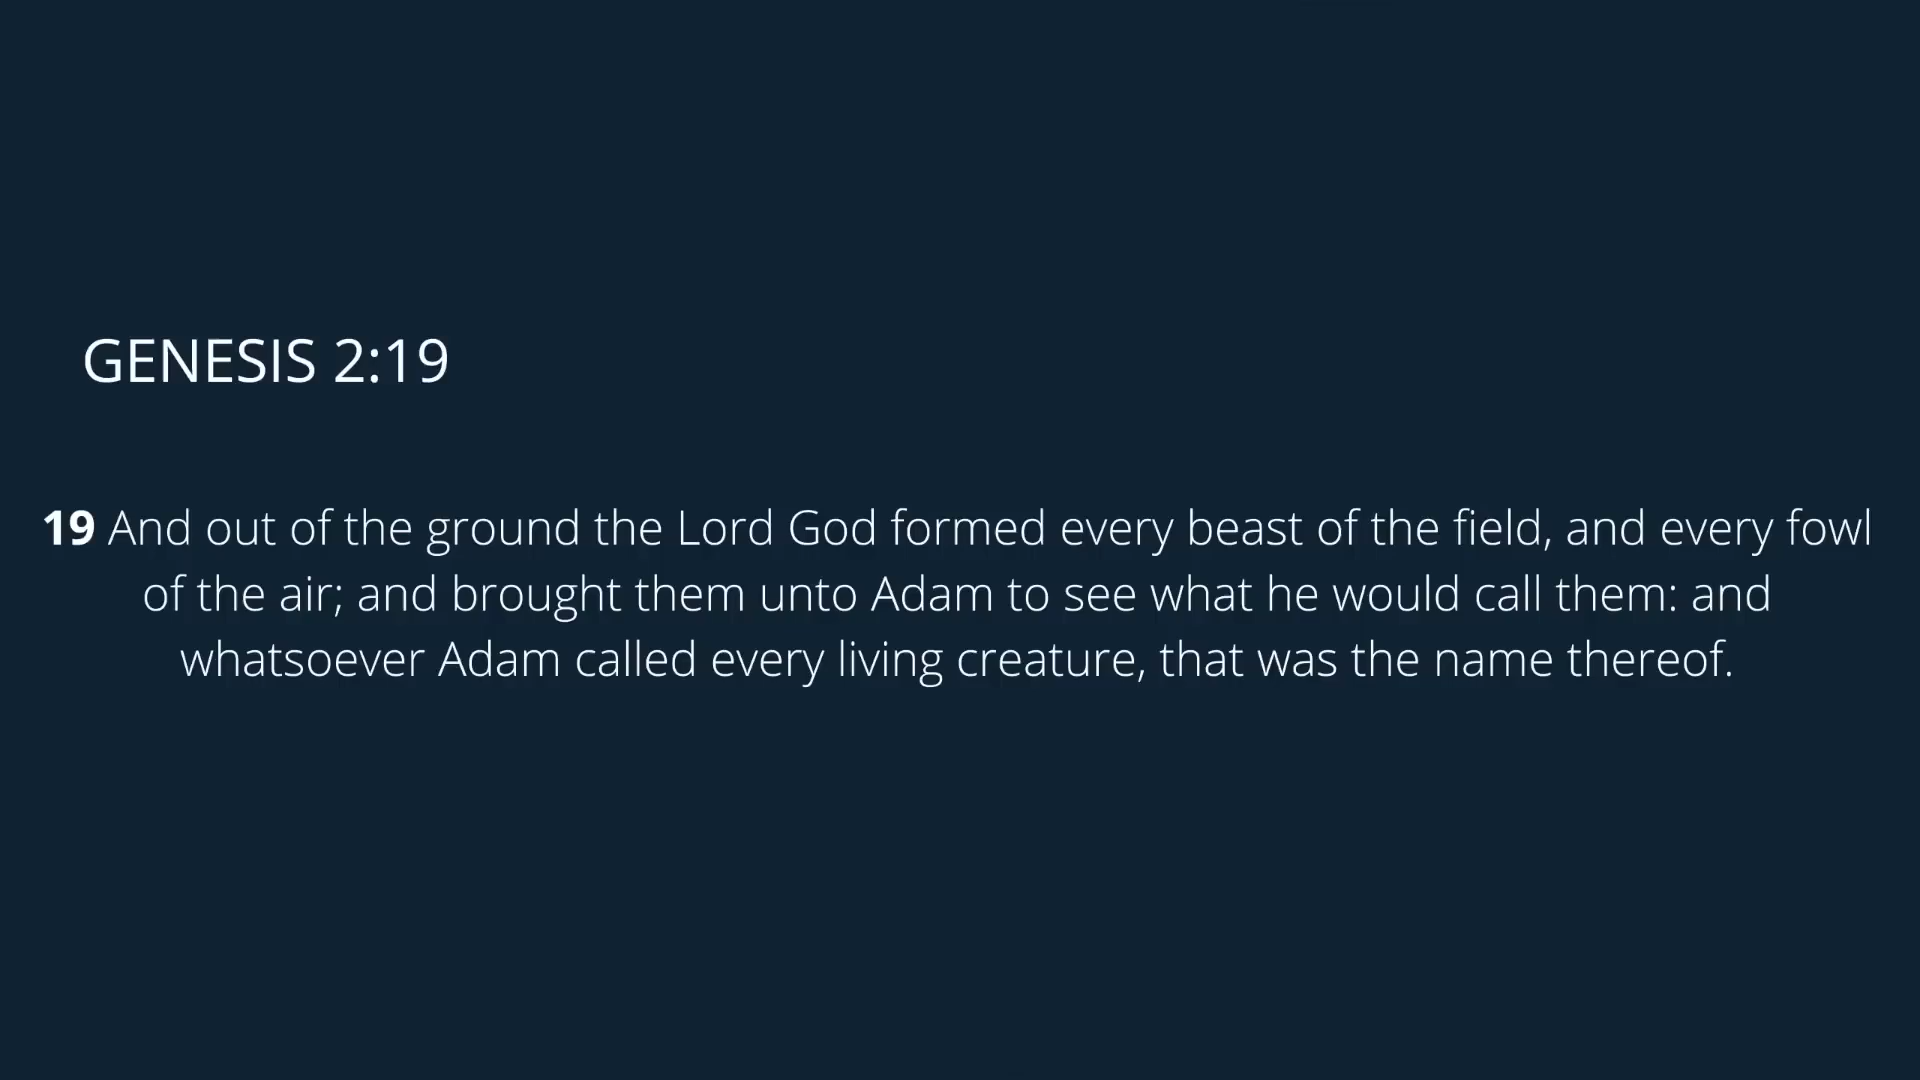 GENESIS 2:19
19 And out of the ground the Lord God formed every beast of the field, and every fowl
of the air; and brought them unto Adam to see what he would call them: and
whatsoever Adam called every living creature, that was the name thereof.